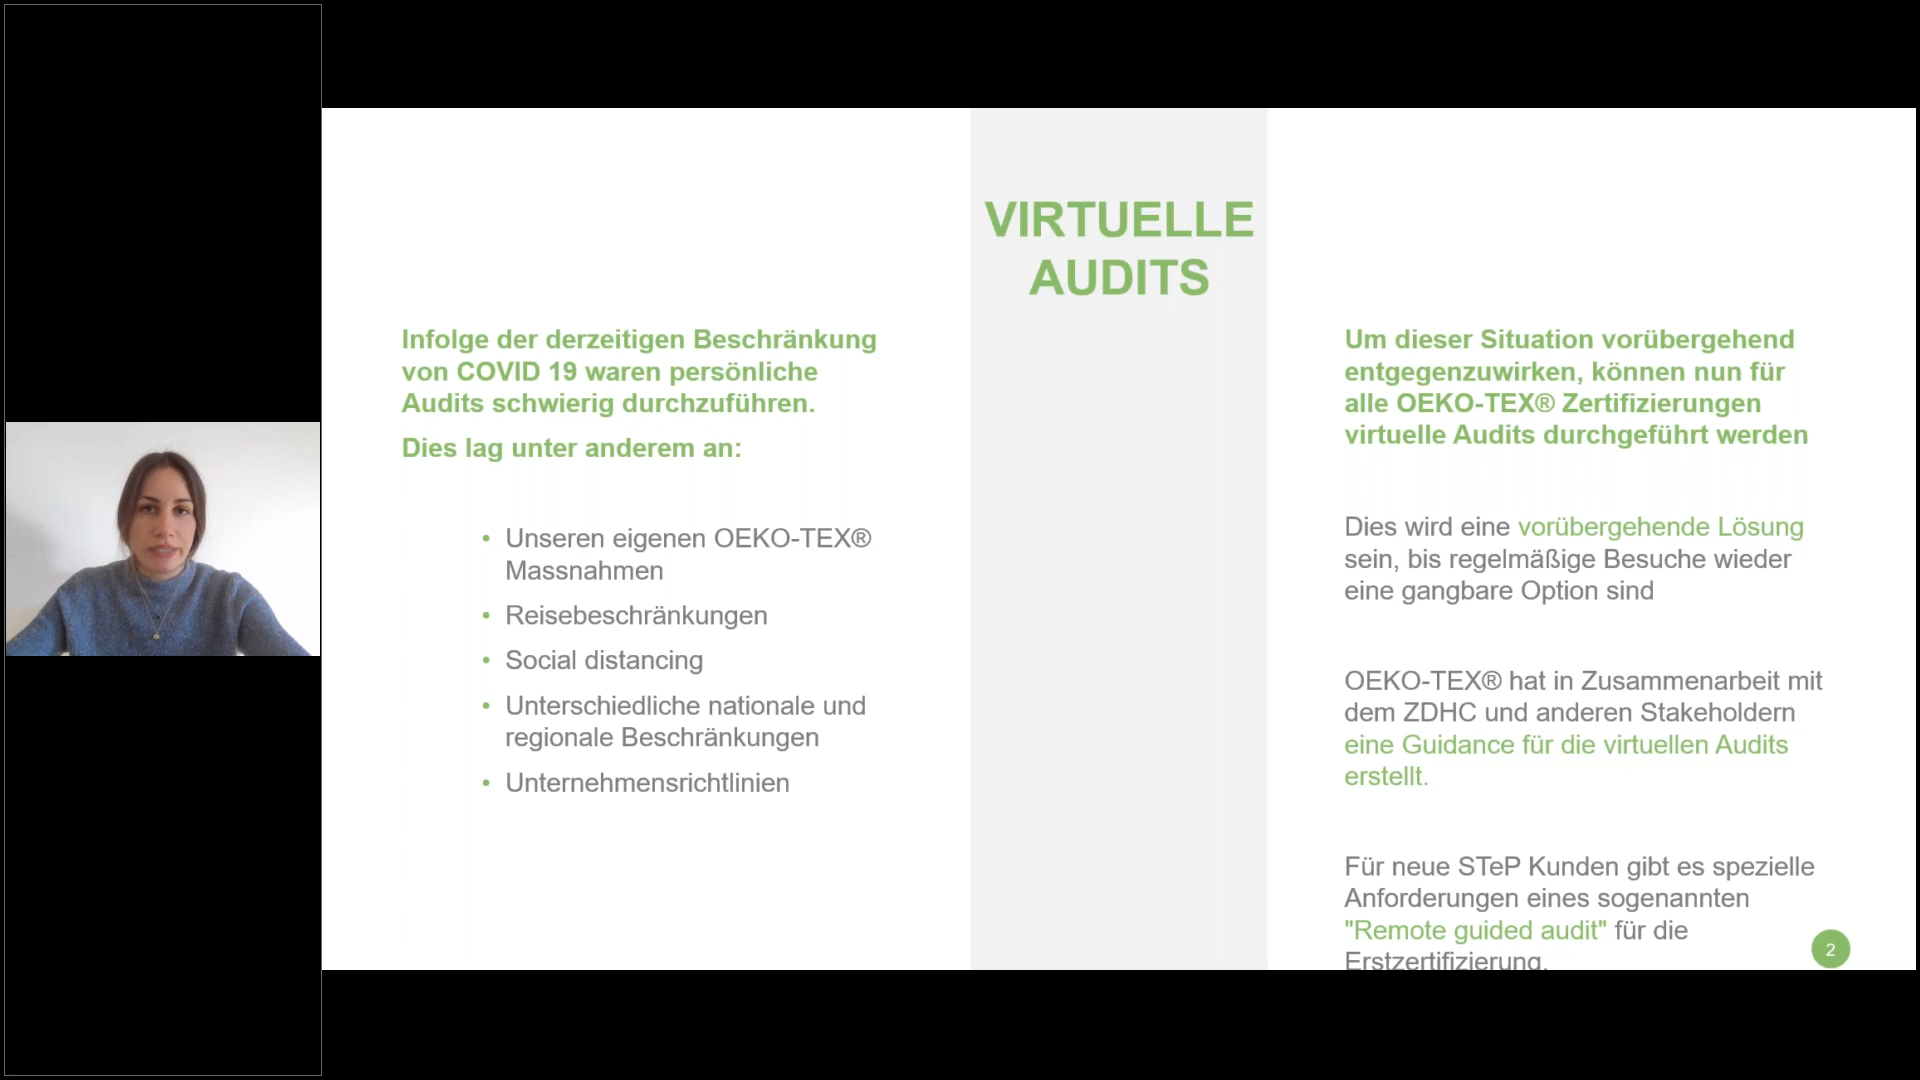 VIRTUELLE
AUDITS
Infolge der derzeitigen Beschränkung
von COVID 19 waren persönliche
Audits schwierig durchzuführen.
Dies lag unter anderem an:
• Unseren eigenen OEKO-TEX®
Massnahmen
• Reisebeschränkungen
• Social distancing
• Unterschiedliche nationale und
regionale Beschränkungen
• Unternehmensrichtlinien
Um dieser Situation vorübergehend
entgegenzuwirken, können nun für
alle OEKO-TEX® Zertifizierungen
virtuelle Audits durchgeführt werden
Dies wird eine vorübergehende Lösung
sein, bis regelmäßige Besuche wieder
eine gangbare Option sind
OEKO-TEX® hat in Zusammenarbeit mit
dem ZDHC und anderen Stakeholdern
eine Guidance für die virtuellen Audits
erstellt.
Für neue STeP Kunden gibt es spezielle
Anforderungen eines sogenannten
"Remote guided audit" für die
Erstzertifizierung.
2